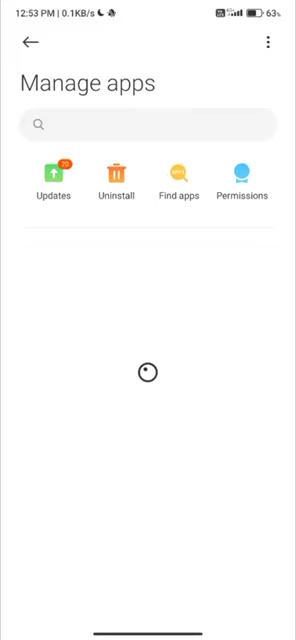 12:53 PM | 0.1KB/s 63%
Manage apps
20
Updates Uninstall Find apps Permissions